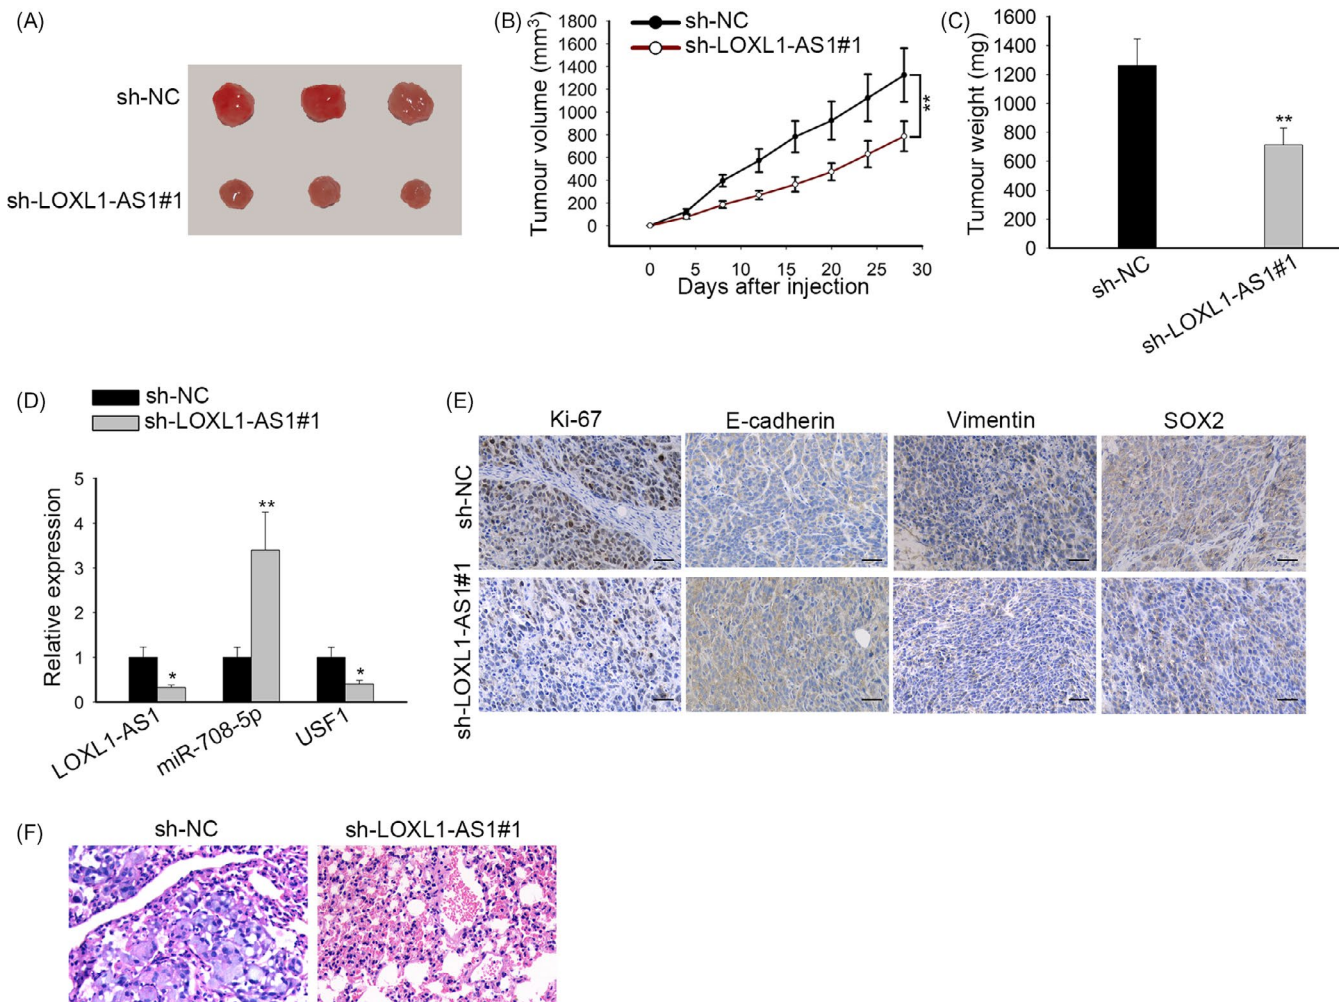 (A)
sh-NC
sh-LOXL1-AS1#1
(B)
sh-NC
sh-LOXL1-AS1#1
Tumour volume (mm³)
1800
1600
1400
1200
1000
800
600
400
200
0
**
0 5 10 15 20 25 30
Days after injection
(C)
Tumour weight (mg)
1600
1400
1200
1000
800
600
400
200
0
**
sh-NC
sh-LOXL1-AS1#1
(D)
sh-NC
sh-LOXL1-AS1#1
Relative expression
5
4
3
2
1
0
*
**
*
LOXL1-AS1
miR-708-5p
USF1
(E)
Ki-67 E-cadherin Vimentin SOX2
sh-NC
sh-LOXL1-AS1#1
(F)
sh-NC sh-LOXL1-AS1#1